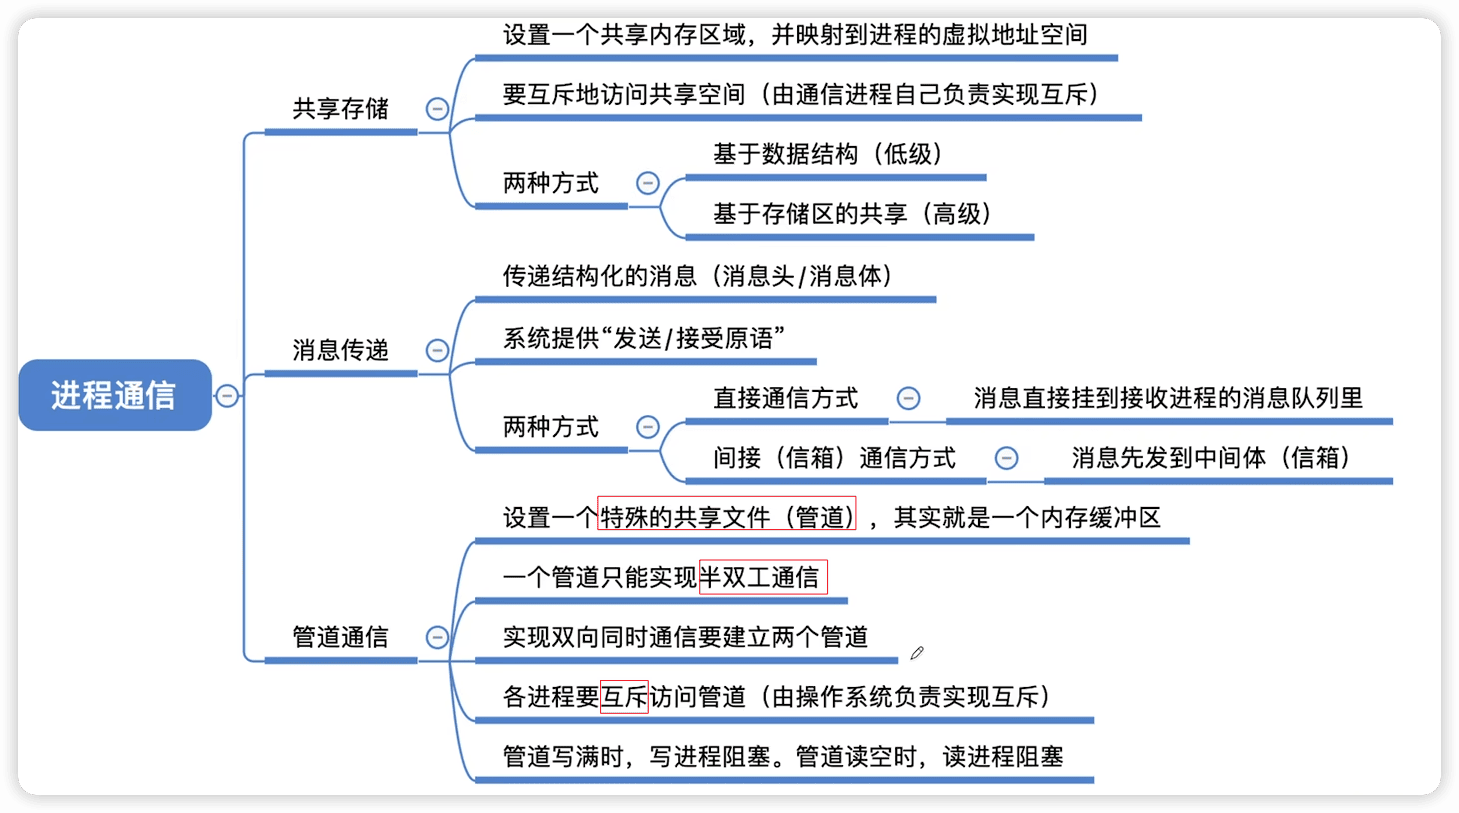 进程通信
共享存储
设置一个共享内存区域，并映射到进程的虚拟地址空间
要互斥地访问共享空间（由通信进程自己负责实现互斥）
两种方式
基于数据结构（低级）
基于存储区的共享（高级）
消息传递
传递结构化的消息（消息头/消息体）
系统提供“发送/接受原语”
两种方式
直接通信方式
消息直接挂到接收进程的消息队列里
间接（信箱）通信方式
消息先发到中间体（信箱）
管道通信
设置一个特殊的共享文件（管道），其实就是一个内存缓冲区
一个管道只能实现半双工通信
实现双向同时通信要建立两个管道
各进程要互斥访问管道（由操作系统负责实现互斥）
管道写满时，写进程阻塞。管道读空时，读进程阻塞